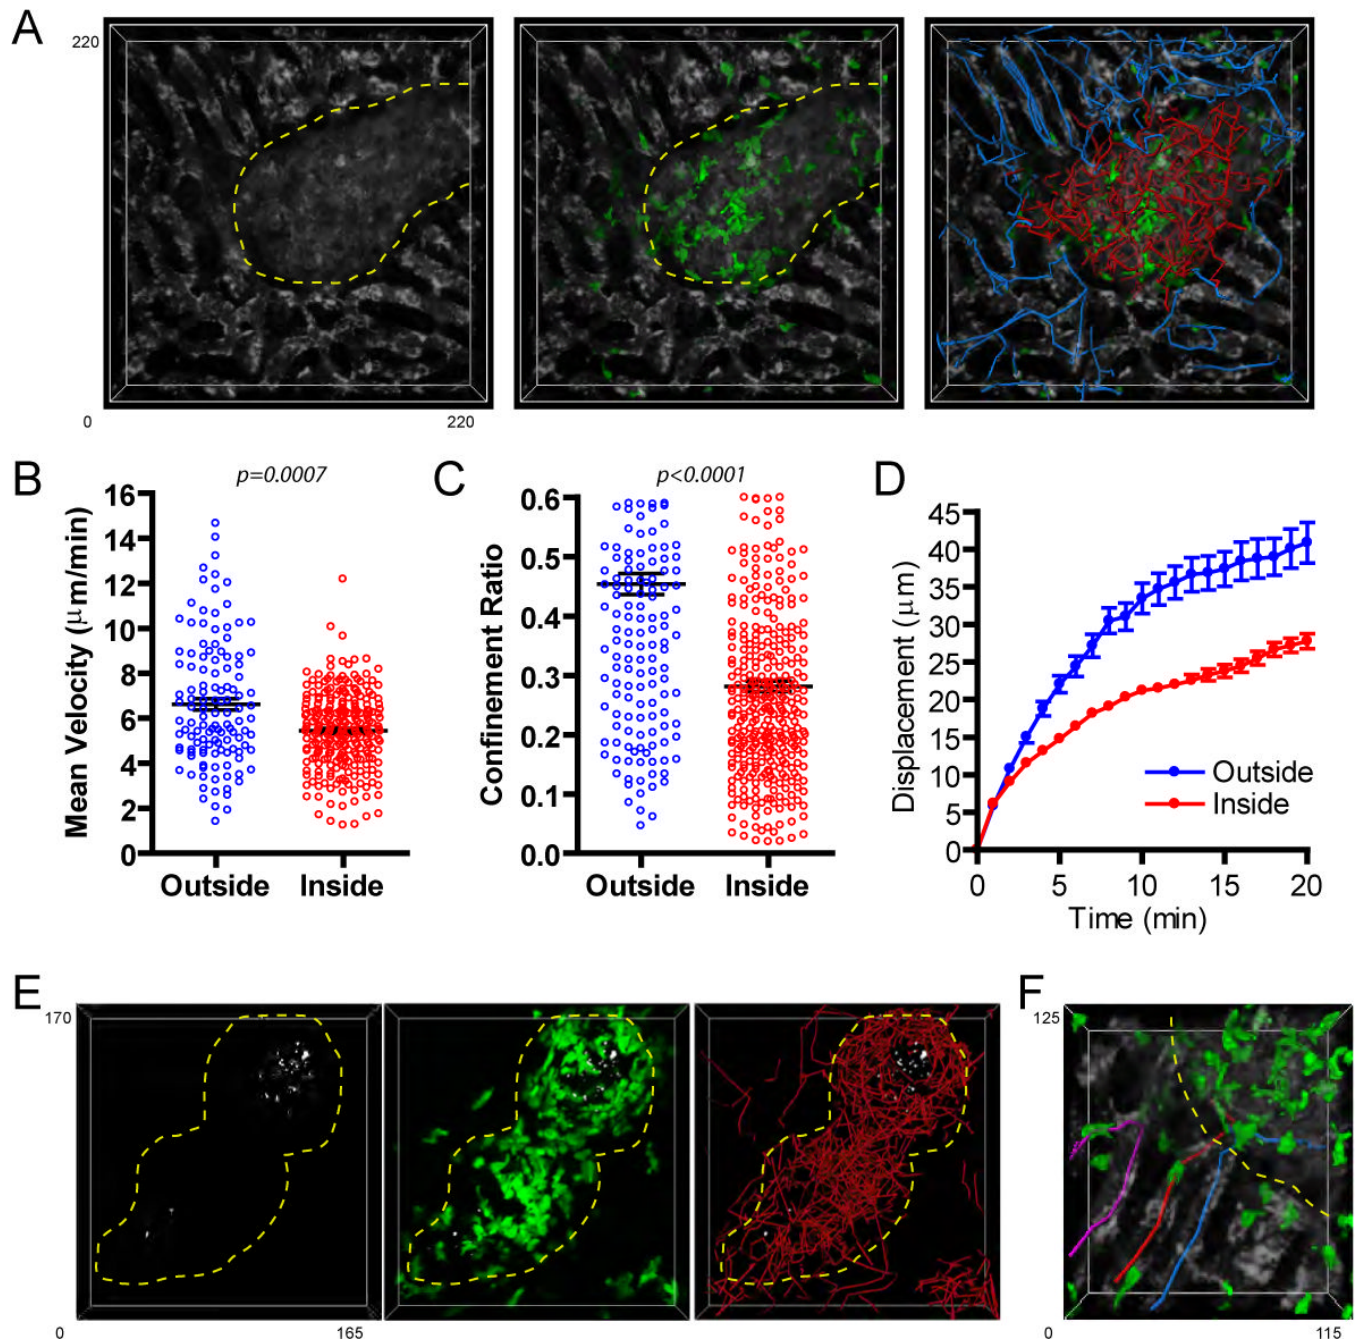 A
220
0
220
B
p=0.0007
Mean Velocity (μm/min)
16
14
12
10
8
6
4
2
0
Outside
Inside
C
p<0.0001
Confinement Ratio
0.6
0.5
0.4
0.3
0.2
0.1
0.0
Outside
Inside
D
Displacement (μm)
45
40
35
30
25
20
15
10
5
0
Outside
Inside
0
5
10
15
20
Time (min)
E
170
0
165
F
125
0
115